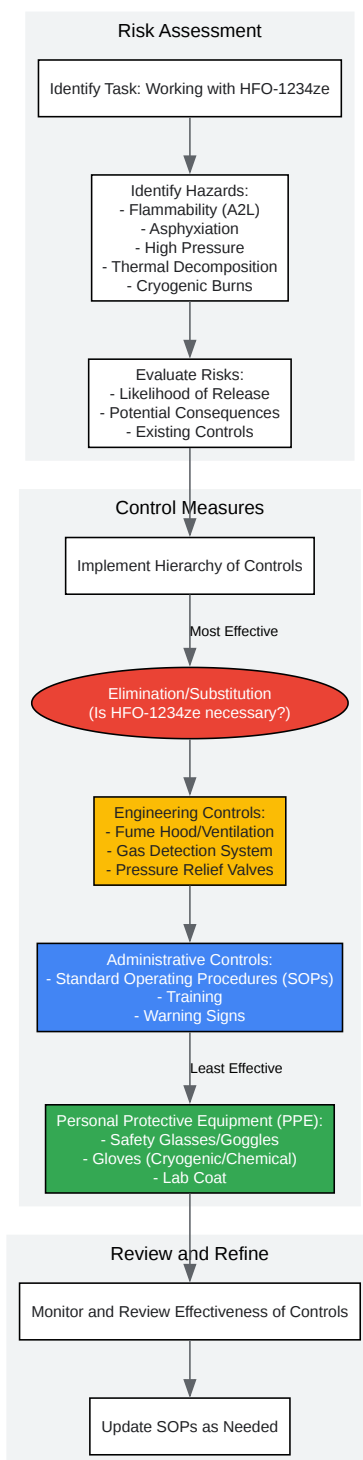 Risk Assessment
Identify Task: Working with HFO-1234ze
Identify Hazards:
- Flammability (A2L)
- Asphyxiation
- High Pressure
- Thermal Decomposition
- Cryogenic Burns
Evaluate Risks:
- Likelihood of Release
- Potential Consequences
- Existing Controls
Control Measures
Implement Hierarchy of Controls
Most Effective
Elimination/Substitution
(Is HFO-1234ze necessary?)
Engineering Controls:
- Fume Hood/Ventilation
- Gas Detection System
- Pressure Relief Valves
Administrative Controls:
- Standard Operating Procedures (SOPs)
- Training
- Warning Signs
Least Effective
Personal Protective Equipment (PPE):
- Safety Glasses/Goggles
- Gloves (Cryogenic/Chemical)
- Lab Coat
Review and Refine
Monitor and Review Effectiveness of Controls
Update SOPs as Needed